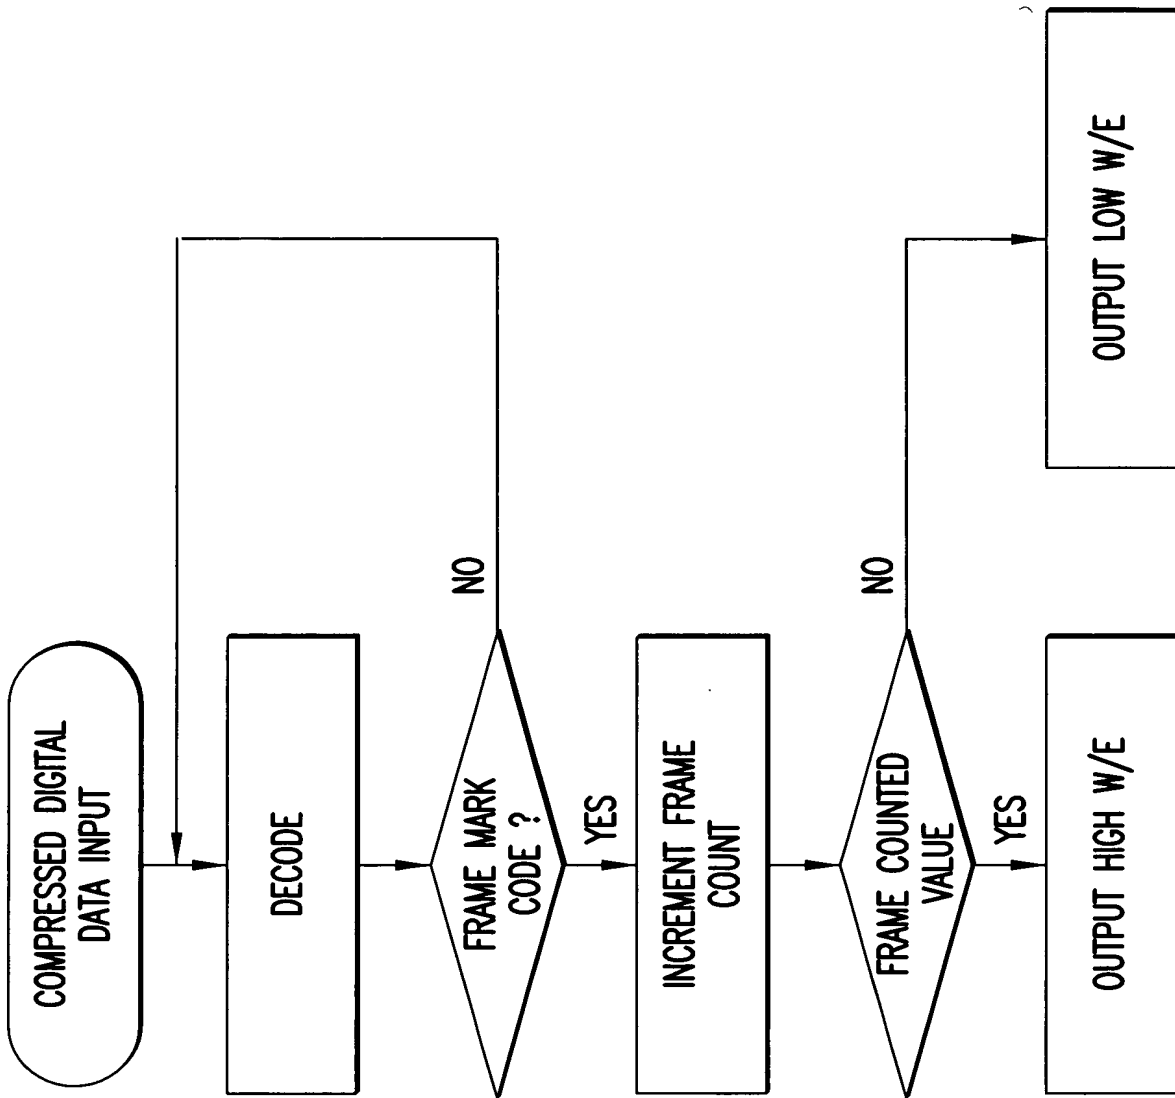 COMPRESSED DIGITAL
DATA INPUT
DECODE
FRAME MARK
CODE ?
NO
YES
INCREMENT FRAME
COUNT
FRAME COUNTED
VALUE
NO
YES
OUTPUT HIGH W/E
OUTPUT LOW W/E